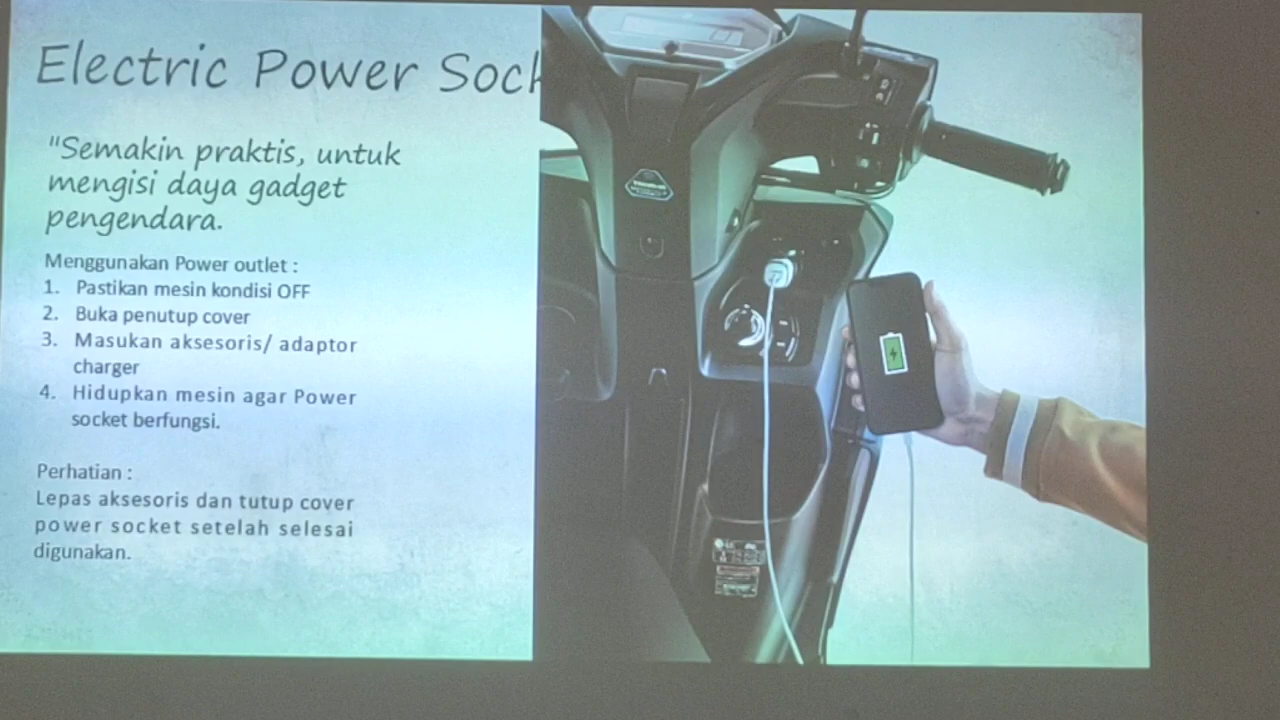 Electric Power Sock
"Semakin praktis, untuk
mengisi daya gadget
pengendara.
Menggunakan Power outlet :
1. Pastikan mesin kondisi OFF
2. Buka penutup cover
3. Masukan aksesoris/ adaptor
charger
4. Hidupkan mesin agar Power
socket berfungsi.
Perhatian :
Lepas aksesoris dan tutup cover
power socket setelah selesai
digunakan.